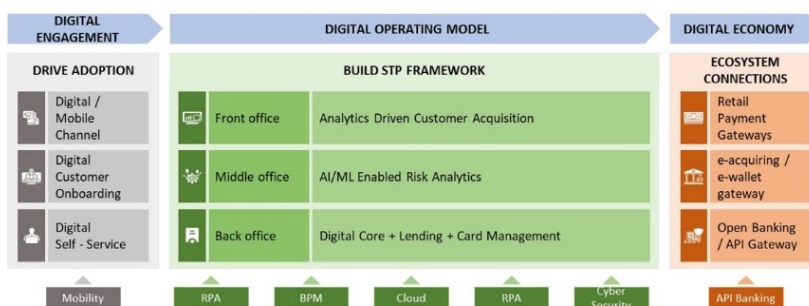 DIGITAL
ENGAGEMENT
DIGITAL OPERATING MODEL
DIGITAL ECONOMY
DRIVE ADOPTION
BUILD STP FRAMEWORK
ECOSYSTEM
CONNECTIONS
Digital /
Mobile
Channel
Front office
Analytics Driven Customer Acquisition
Retail
Payment
Gateways
Digital
Customer
Onboarding
Middle office
AI/ML Enabled Risk Analytics
e-acquiring /
e-wallet
gateway
Digital
Self - Service
Back office
Digital Core + Lending + Card Management
Open Banking
/ API Gateway
Mobility
RPA
BPM
Cloud
RPA
Cyber
Security
API Banking